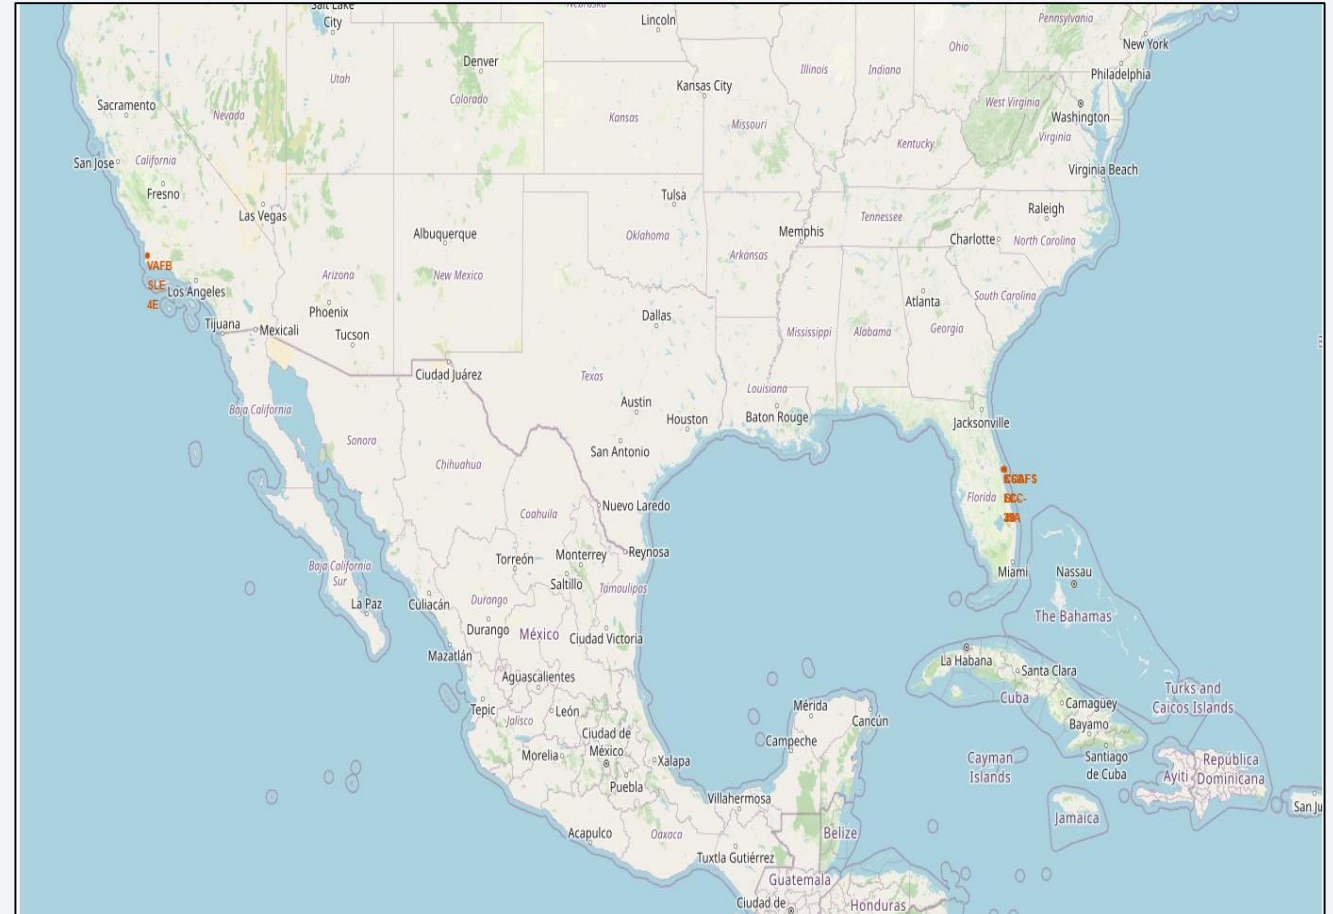 Salt Lake
City
Nebraska
Lincoln
Pennsylvania
New York
Ohio
Denver
Illinois
Indiana
Utah
Philadelphia
Kansas City
Colorado
Sacramento
West Virginia
Nevada
Kansas
Washington
Missouri
Virginia
Kentucky
San Jose
California
Virginia Beach
Fresno
Tulsa
Las Vegas
Raleigh
Tennessee
Albuquerque
Oklahoma
Memphis
Charlotte
North Carolina
Arkansas
VAFB
SLE
4E
Arizona
New Mexico
Los Angeles
South Carolina
Atlanta
Phoenix
Dallas
Tijuana
Mexicali
Tucson
Mississippi
Alabama
Georgia
Ciudad Juárez
Texas
Louisiana
Austin
Baja California
Houston
Baton Rouge
Jacksonville
Sonora
San Antonio
Chihuahua
Florida
Nuevo Laredo
Coahuila
Reynosa
Monterrey
Torreón
Baja California
Sur
Miami
Nassau
Saltillo
Tamaulipas
La Paz
Culiacán
Durango
The Bahamas
Durango
México
Ciudad Victoria
Mazatlán
La Habana
Santa Clara
Aguascalientes
Turks and
Caicos Islands
Cuba
Camagüey
Tepic
León
Mérida
Jalisco
Cancún
Bayamo
Ciudad de
México
Campeche
Morelia
Xalapa
Cayman
Islands
Santiago
de Cuba
República
Dominicana
Ayiti
Puebla
Villahermosa
San Ju
Jamaica
Acapulco
Oaxaca
Belize
Tuxtla Gutiérrez
Guatemala
Ciudad de
Honduras